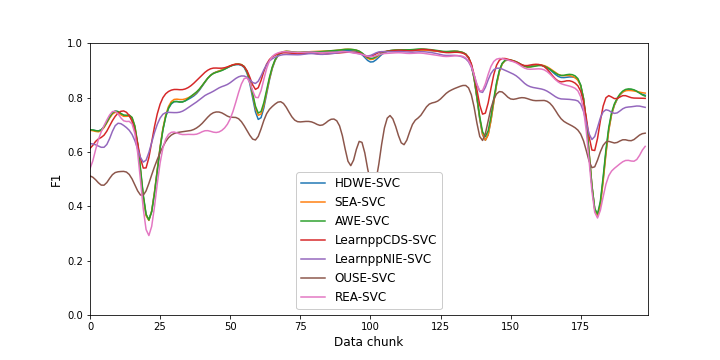 1.0
0.8
0.6
0.4
0.2
0.0
F1
0
25
50
75
100
125
150
175
Data chunk
HDWE-SVC
SEA-SVC
AWE-SVC
LearnppCDS-SVC
LearnppNIE-SVC
OUSE-SVC
REA-SVC